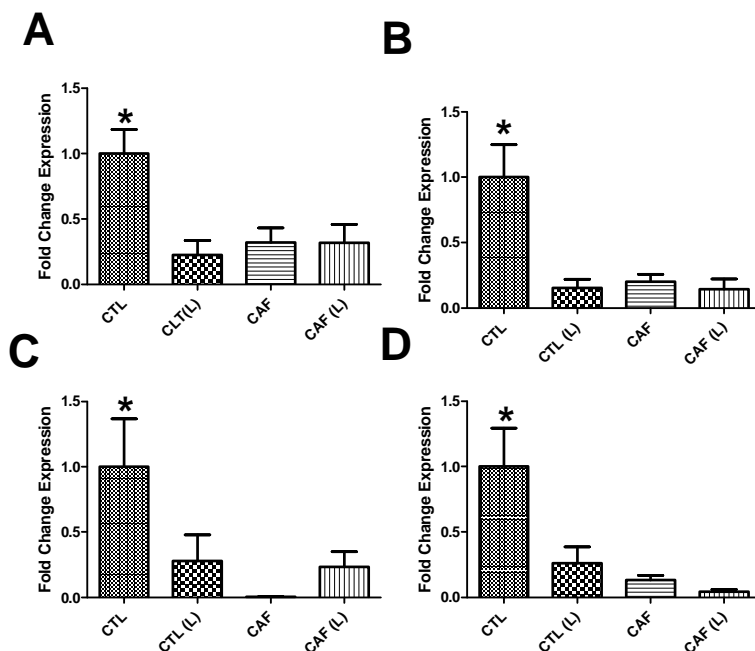 A
Fold Change Expression
1.5
1.0
0.5
0.0
*
CTL
CLT(L)
CAF
CAF (L)
B
Fold Change Expression
1.5
1.0
0.5
0.0
*
CTL
CTL (L)
CAF
CAF (L)
C
Fold Change Expression
1.5
1.0
0.5
0.0
*
CTL
CTL (L)
CAF
CAF (L)
D
Fold Change Expression
1.5
1.0
0.5
0.0
*
CTL
CTL (L)
CAF
CAF (L)